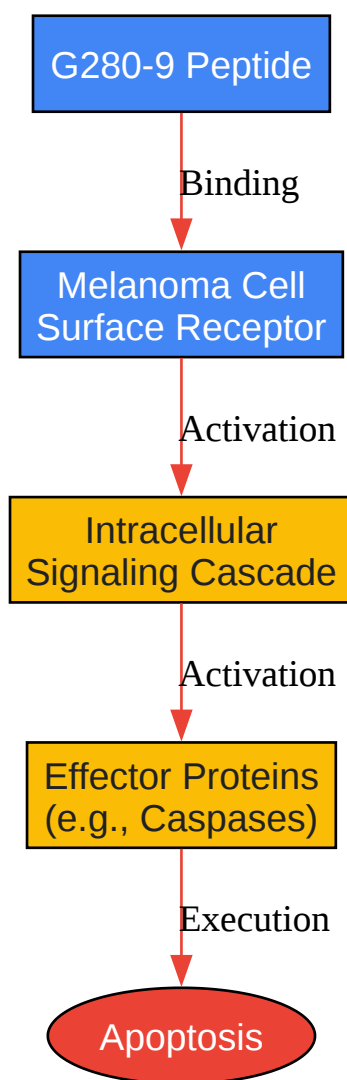 G280-9 Peptide
Binding
Melanoma Cell
Surface Receptor
Activation
Intracellular
Signaling Cascade
Activation
Effector Proteins
(e.g., Caspases)
Execution
Apoptosis